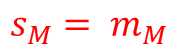 s_M = m_M